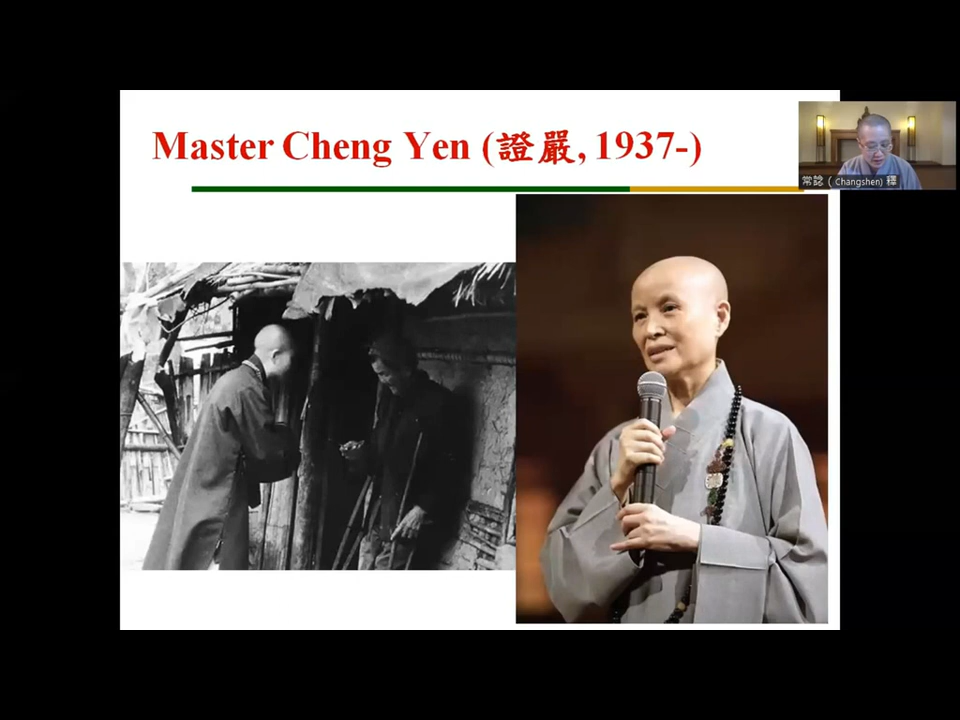 Master Cheng Yen (證嚴, 1937-)
常諗 ( Changshen) 釋